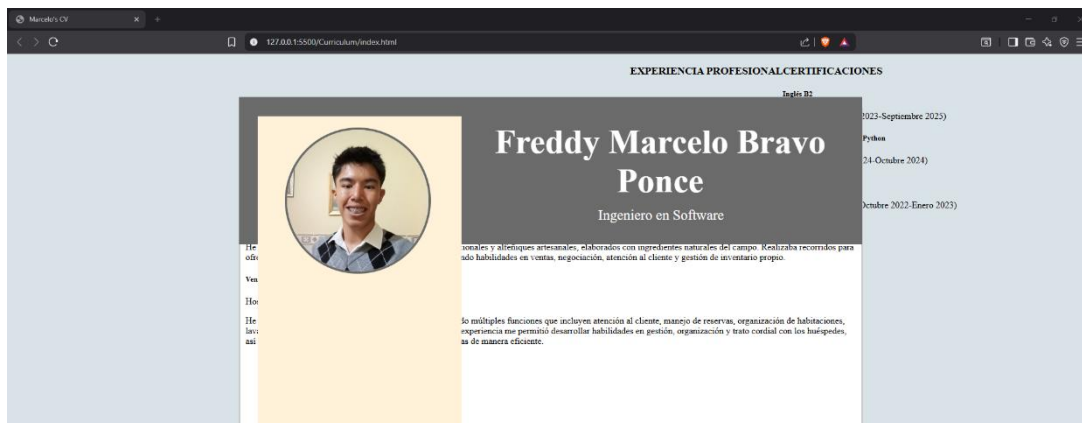 Marcelo's CV
127.0.0.1:5500/Curriculum/index.html
EXPERIENCIA PROFESIONALCERTIFICACIONES
Inglés B2
2023-Septiembre 2025)
Python
24-Octubre 2024)
Octubre 2022-Enero 2023)
Freddy Marcelo Bravo
Ponce
Ingeniero en Software
He ionales y alfeñiques artesanales, elaborados con ingredientes naturales del campo. Realizaba recorridos para
ofre ndo habilidades en ventas, negociación, atención al cliente y gestión de inventario propio.
Ven
Hos
He do múltiples funciones que incluyen atención al cliente, manejo de reservas, organización de habitaciones,
lava experiencia me permitió desarrollar habilidades en gestión, organización y trato cordial con los huéspedes,
así as de manera eficiente.